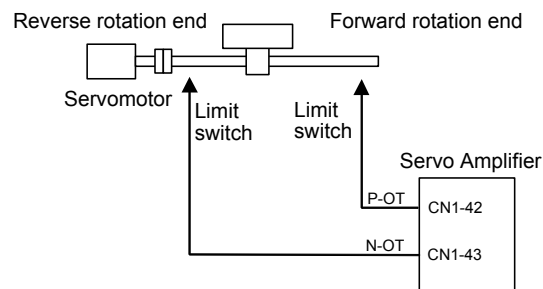 Reverse rotation end
Forward rotation end
Servomotor
Limit
switch
Limit
switch
Servo Amplifier
P-OT
CN1-42
N-OT
CN1-43